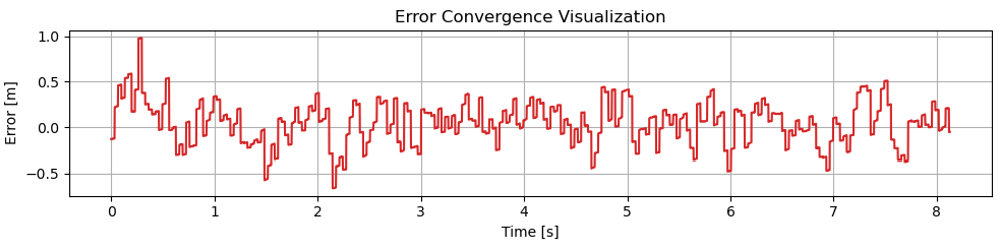 Error Convergence Visualization
1.0
0.5
0.0
−0.5
Error [m]
0 1 2 3 4 5 6 7 8
Time [s]